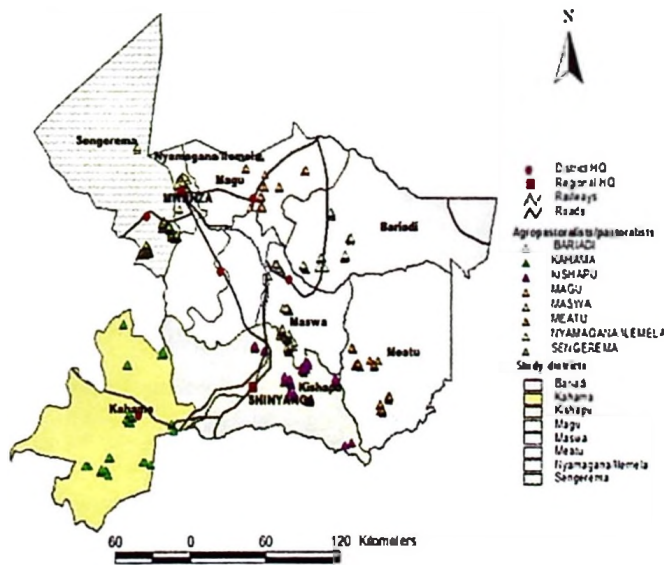 N
Sengerema
Nyamagana/Ilemela
Magu
MWANZA
Bariadi
Maswa
Meatu
Kishapu
SHINYANGA
Kahama
District HQ
Regional HQ
Railways
Roads
Agropastoralists/pastoralists
BARIADI
KAHAMA
KISHAPU
MAGU
MASWA
MEATU
NYAMAGANA/ILEMELA
SENGEREMA
Study districts
Bariadi
Kahama
Kishapu
Magu
Maswa
Meatu
Nyamagana/Ilemela
Sengerema
60 0 60 120 Kilometers